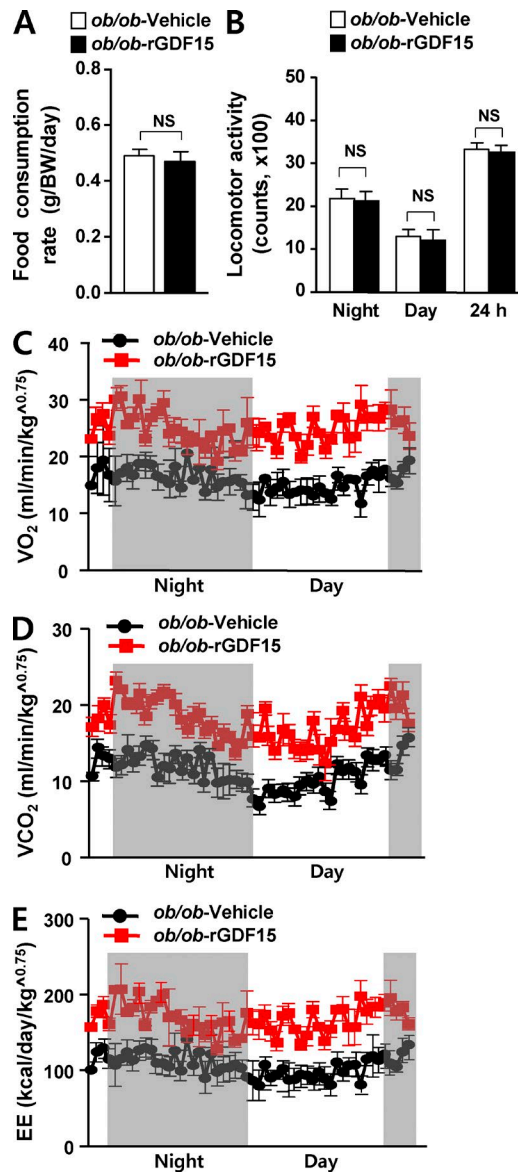 A
ob/ob-Vehicle
ob/ob-rGDF15
Food consumption
rate (g/BW/day)
0.8
0.6
0.4
0.2
0.0
NS
B
ob/ob-Vehicle
ob/ob-rGDF15
Locomotor activity
(counts, x100)
50
40
30
20
10
0
NS
NS
NS
Night
Day
24 h
C
ob/ob-Vehicle
ob/ob-rGDF15
VO2 (ml/min/kg^0.75)
40
30
20
10
0
Night
Day
D
ob/ob-Vehicle
ob/ob-rGDF15
VCO2 (ml/min/kg^0.75)
30
20
10
0
Night
Day
E
ob/ob-Vehicle
ob/ob-rGDF15
EE (kcal/day/kg^0.75)
300
200
100
0
Night
Day